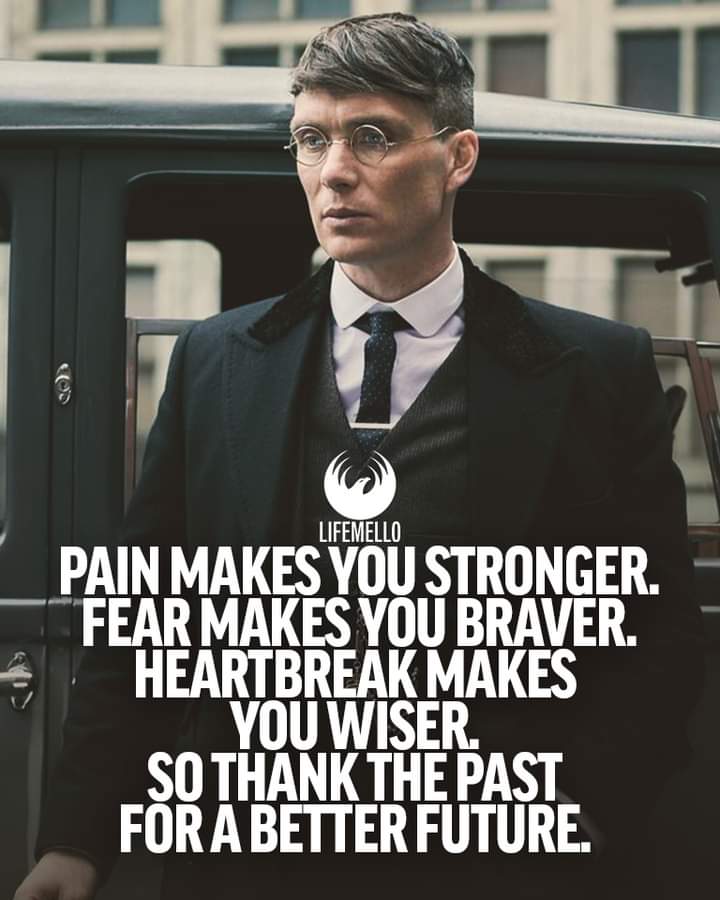 LIFEMELLO
PAIN MAKES YOU STRONGER.
FEAR MAKES YOU BRAVER.
HEARTBREAK MAKES
YOU WISER.
SO THANK THE PAST
FOR A BETTER FUTURE.